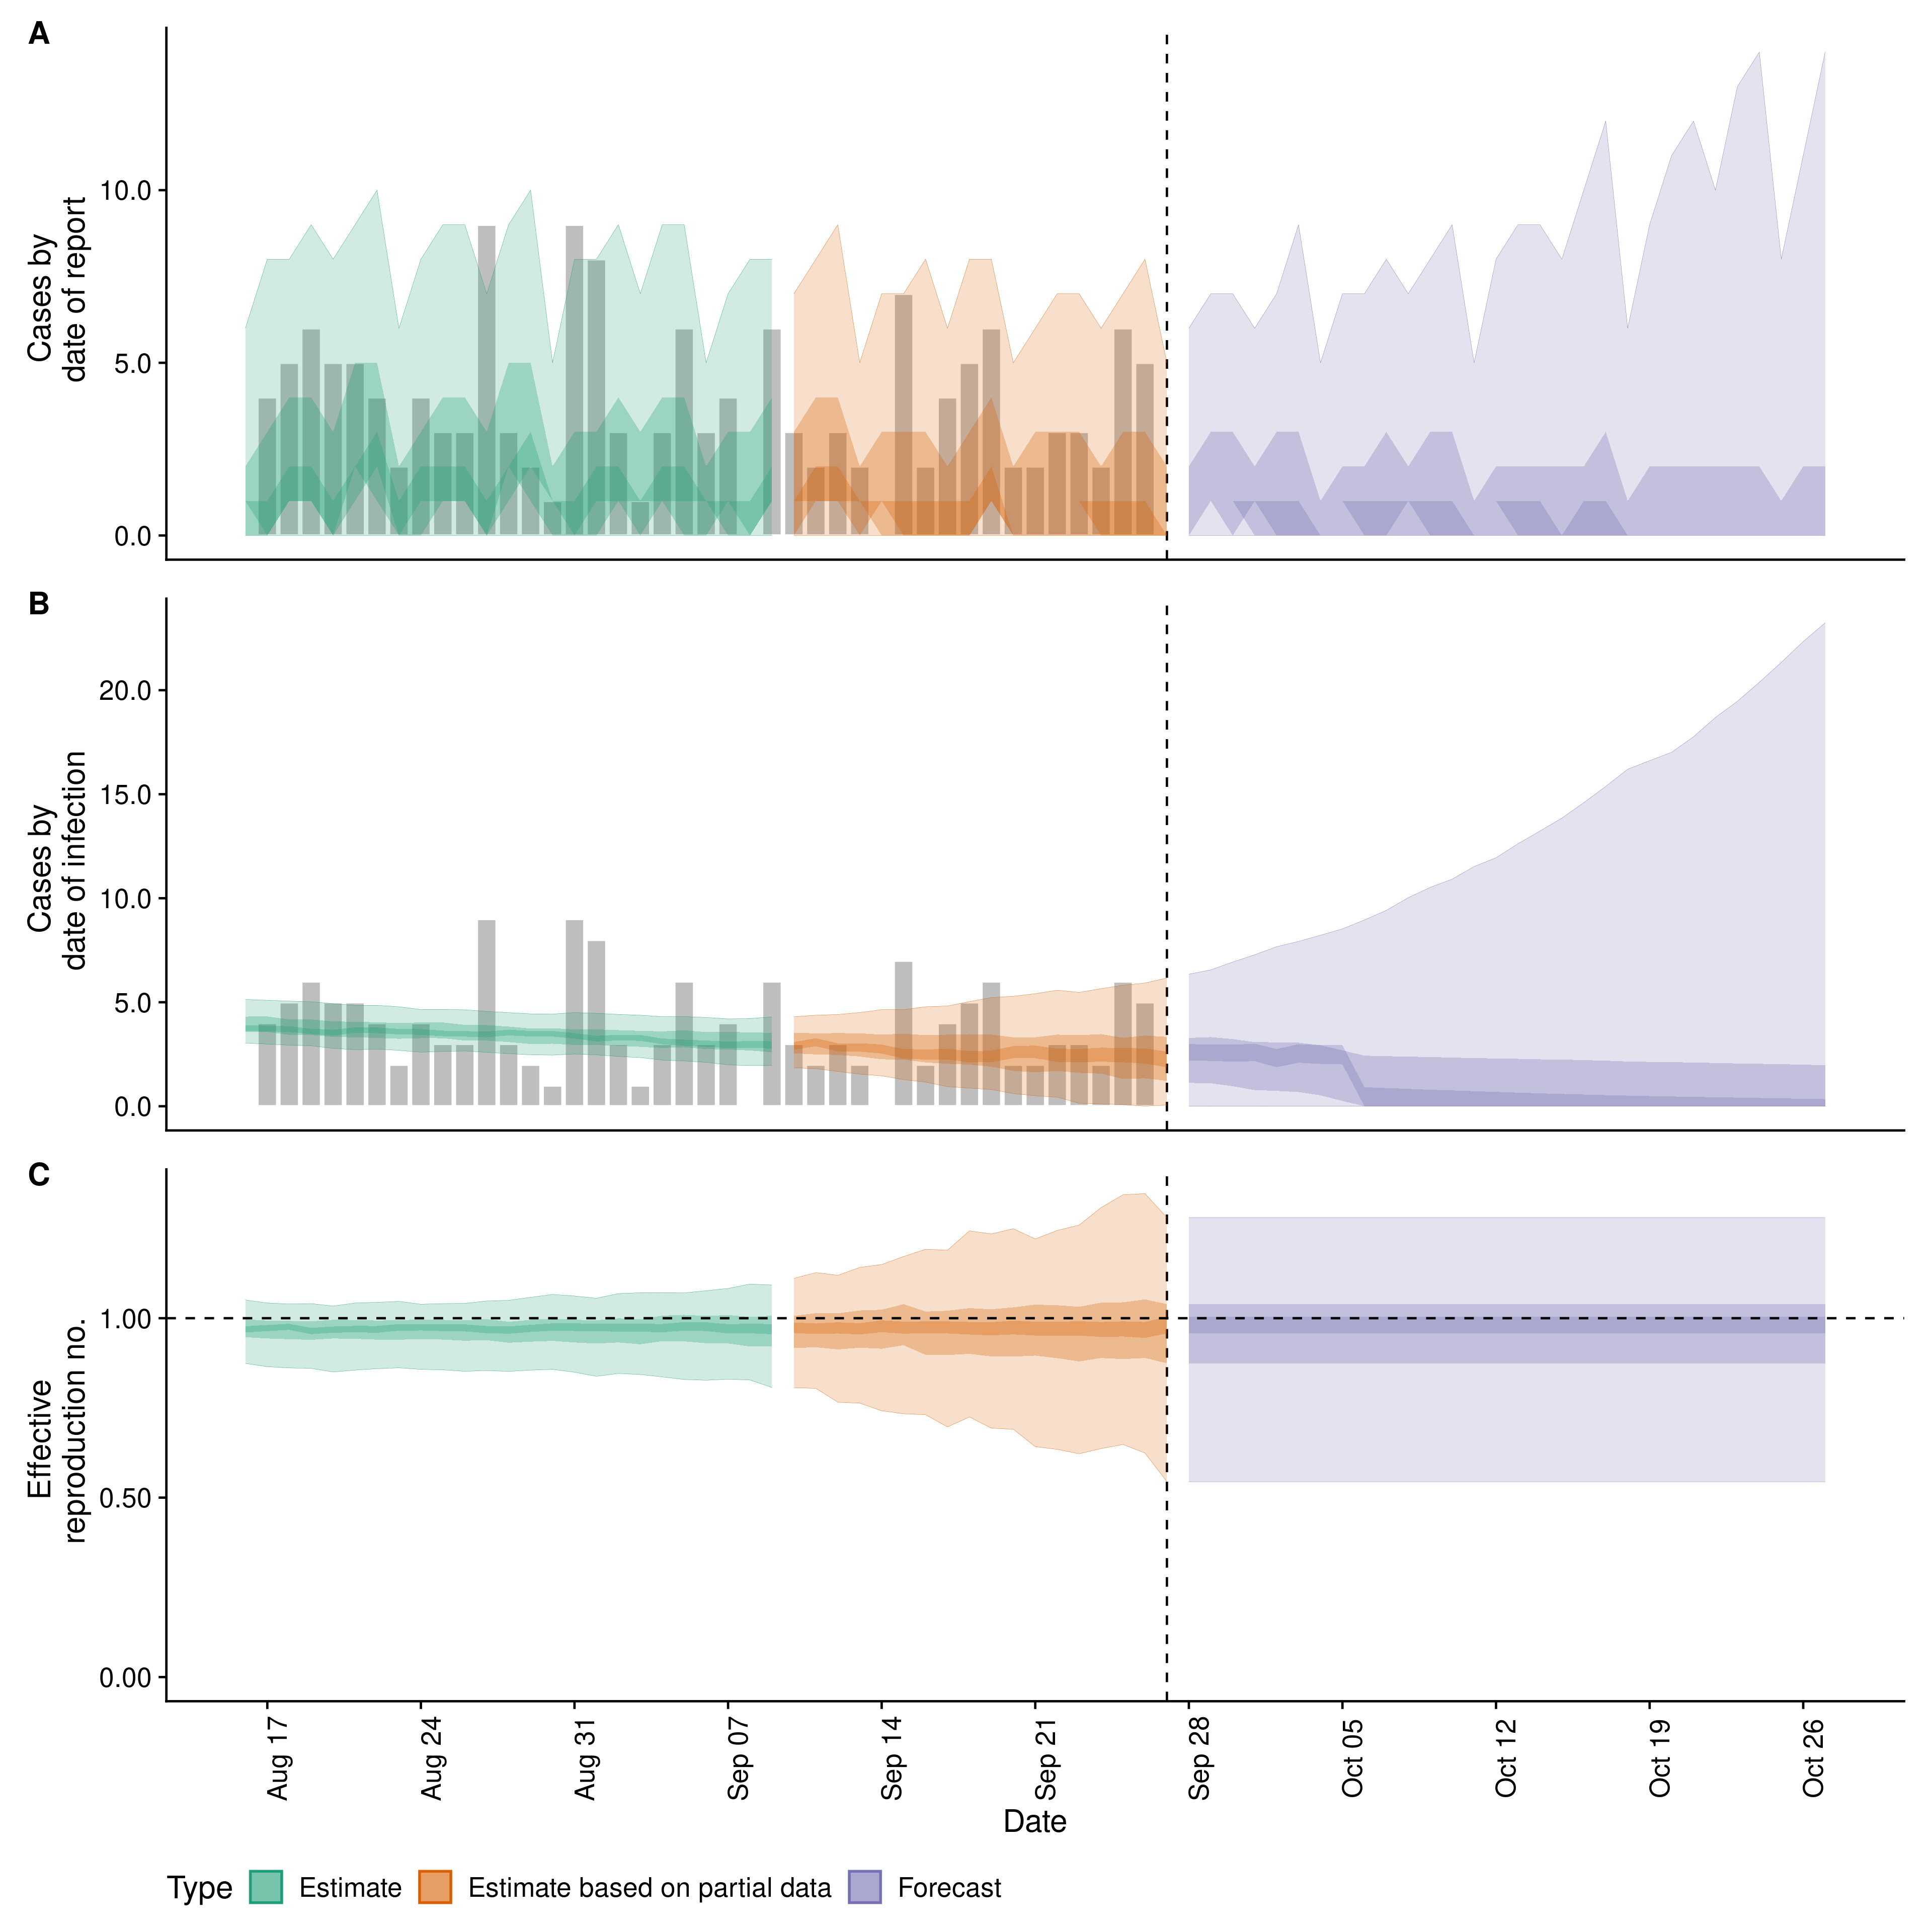 A
Cases by
date of report
10.0
5.0
0.0
B
Cases by
date of infection
20.0
15.0
10.0
5.0
0.0
C
Effective
reproduction no.
1.00
0.50
0.00
Aug 17
Aug 24
Aug 31
Sep 07
Sep 14
Sep 21
Sep 28
Oct 05
Oct 12
Oct 19
Oct 26
Date
Type Estimate Estimate based on partial data Forecast